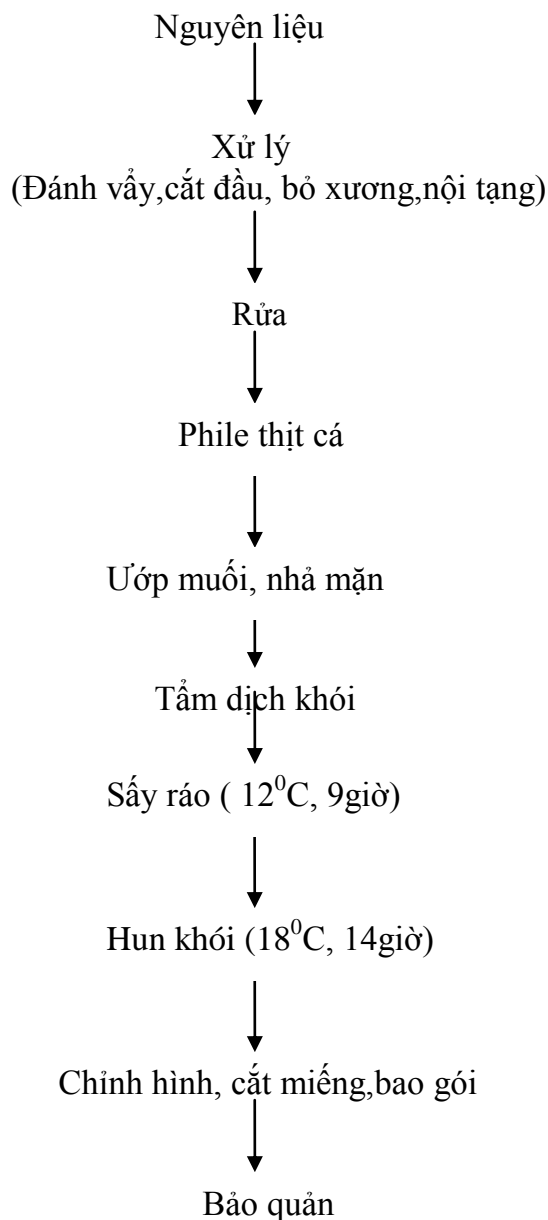 Nguyên liệu
Xử lý
(Đánh vẩy,cắt đầu, bỏ xương,nội tạng)
Rửa
Phile thịt cá
Ướp muối, nhả mặn
Tẩm dịch khói
Sấy ráo ( 12⁰C, 9giờ)
Hun khói (18⁰C, 14giờ)
Chỉnh hình, cắt miếng,bao gói
Bảo quản